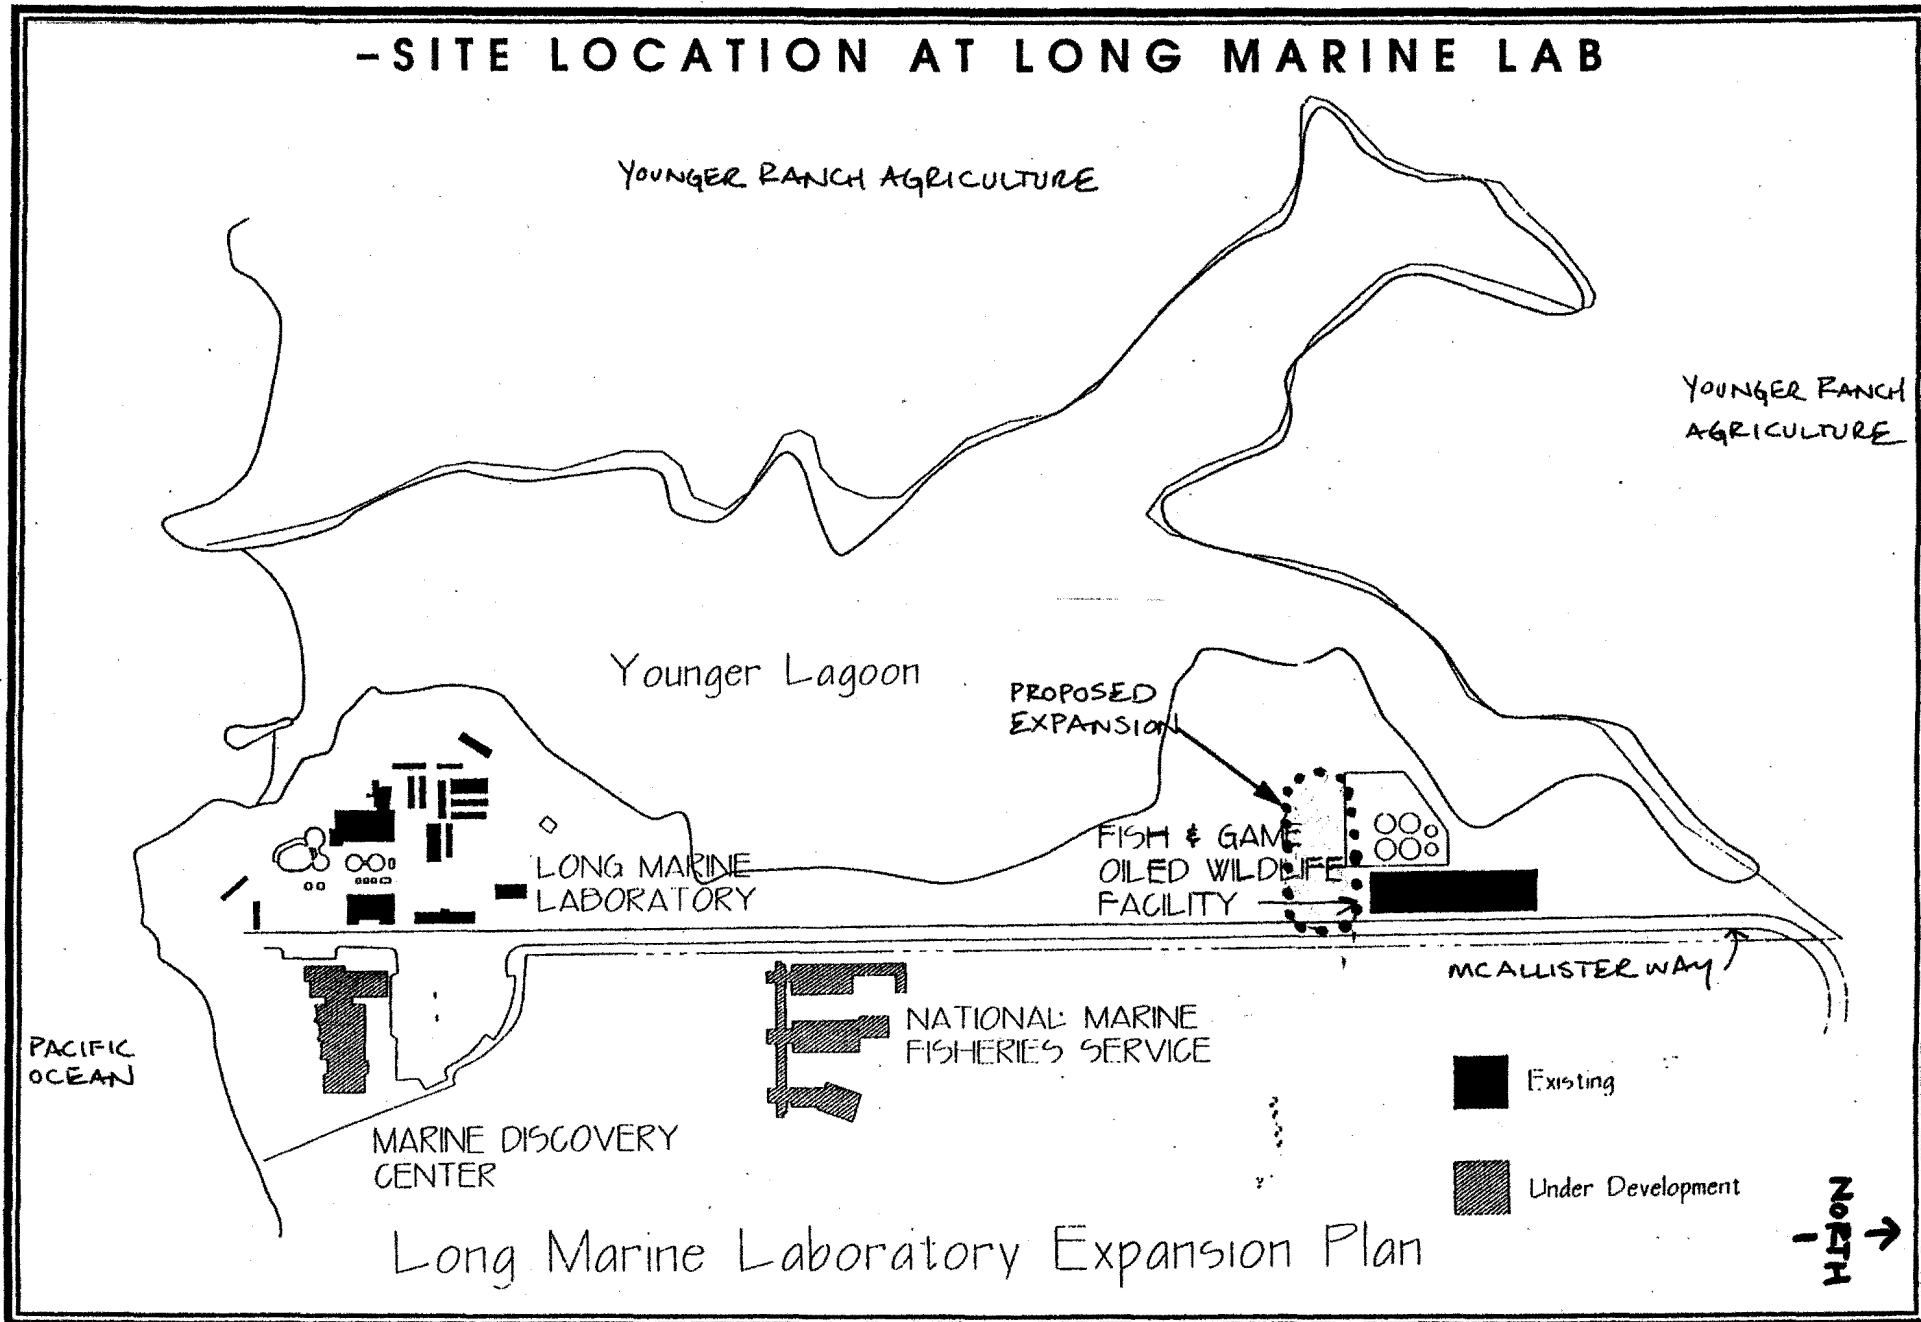 -SITE LOCATION AT LONG MARINE LAB
YOUNGER RANCH AGRICULTURE
YOUNGER RANCH
AGRICULTURE
Younger Lagoon
PROPOSED
EXPANSION
FISH & GAME
OILED WILDLIFE
FACILITY
LONG MARINE
LABORATORY
MCALLISTER WAY
NATIONAL MARINE
FISHERIES SERVICE
PACIFIC
OCEAN
Existing
MARINE DISCOVERY
CENTER
Under Development
NORTH
Long Marine Laboratory Expansion Plan